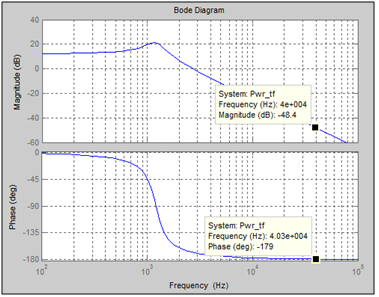 Bode Diagram
Magnitude (dB)
40
20
0
-20
-40
-60
System: Pwr_tf
Frequency (Hz): 4e+004
Magnitude (dB): -48.4
Phase (deg)
0
-45
-90
-135
-180
System: Pwr_tf
Frequency (Hz): 4.03e+004
Phase (deg): -179
10^2
10^3
10^4
10^5
Frequency (Hz)